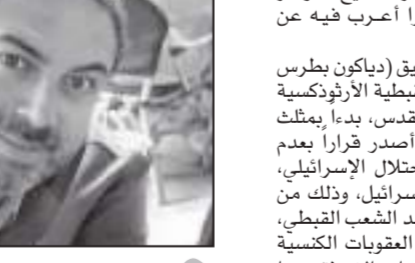 را أعرب فيه عن
يق (دياكون بطرس
بطية الأرثوذكسية
قدس، بدءاً بمثلث
أصدر قراراً بعدم
حتلال الإسرائيلي،
سرائيل، وذلك من
د الشعب القبطي،
العقوبات الكنسية